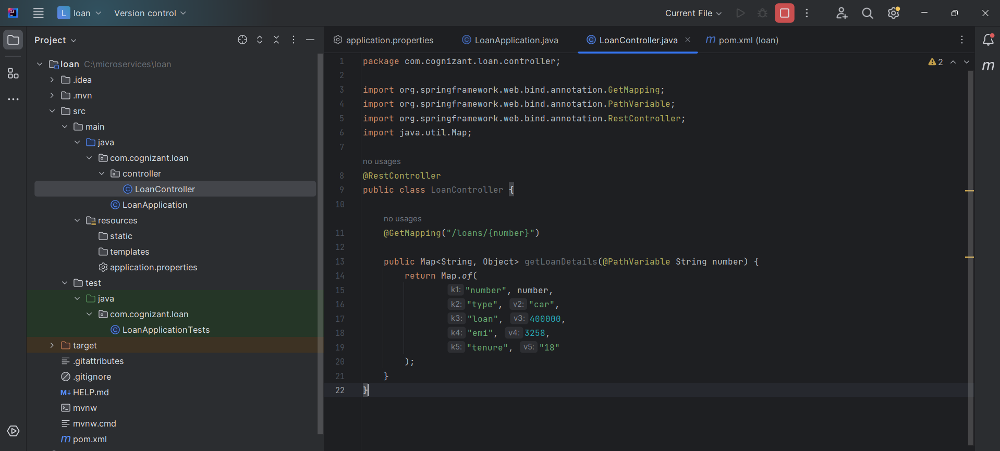 L loan Version control Current File
Project
application.properties LoanApplication.java LoanController.java pom.xml (loan)
loan C:\microservices\loan
.idea
.mvn
src
main
java
com.cognizant.loan
controller
LoanController
LoanApplication
resources
static
templates
application.properties
test
java
com.cognizant.loan
LoanApplicationTests
target
.gitattributes
.gitignore
M↓ HELP.md
mvnw
mvnw.cmd
m pom.xml
2
1 package com.cognizant.loan.controller;
2
3 import org.springframework.web.bind.annotation.GetMapping;
4 import org.springframework.web.bind.annotation.PathVariable;
5 import org.springframework.web.bind.annotation.RestController;
6 import java.util.Map;
7
no usages
8 @RestController
9 public class LoanController {
10
no usages
11 @GetMapping("/loans/{number}")
12
13 public Map<String, Object> getLoanDetails(@PathVariable String number) {
14 return Map.of(
15 k1: "number", number,
16 k2: "type", v2: "car",
17 k3: "loan", v3: 400000,
18 k4: "emi", v4: 3258,
19 k5: "tenure", v5: "18"
20 );
21 }
22 }